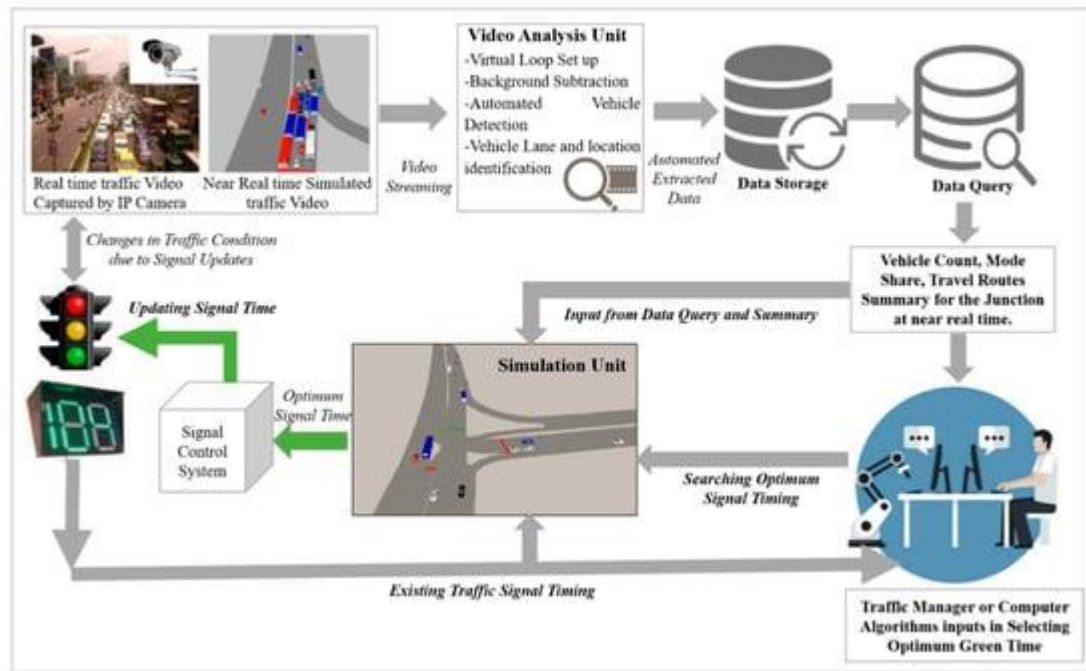 Real time traffic Video
Captured by IP Camera
Near Real time Simulated
traffic Video
Video
Streaming
Video Analysis Unit
-Virtual Loop Set up
-Background Subtraction
-Automated Vehicle
Detection
-Vehicle Lane and location
identification
Automated
Extracted
Data
Data Storage
Data Query
Changes in Traffic Condition
due to Signal Updates
Vehicle Count, Mode
Share, Travel Routes
Summary for the Junction
at near real time.
Updating Signal Time
Input from Data Query and Summary
Simulation Unit
Optimum
Signal Time
Signal
Control
System
188
Searching Optimum
Signal Timing
Existing Traffic Signal Timing
Traffic Manager or Computer
Algorithms inputs in Selecting
Optimum Green Time